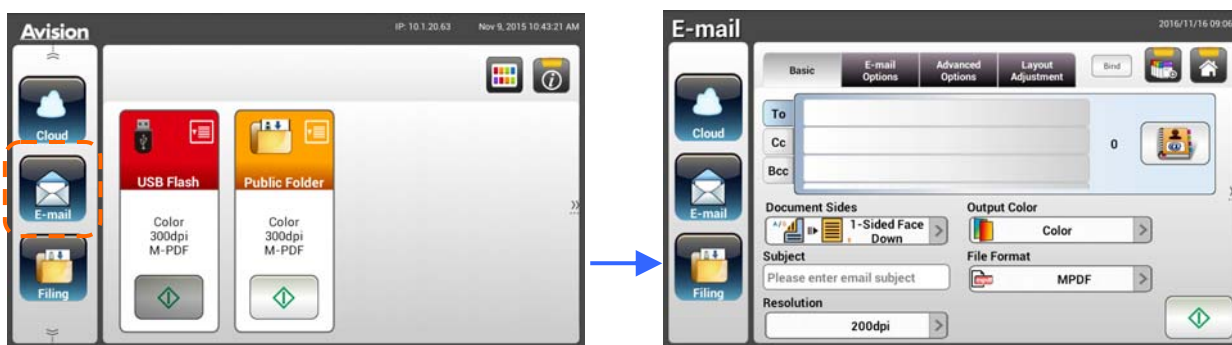 Avision
IP: 10.1.20.63 Nov 9, 2015 10:43:21 AM
Cloud
E-mail
Filing
USB Flash
Color
300dpi
M-PDF
Public Folder
Color
300dpi
M-PDF
E-mail
2016/11/16 09:06
Cloud
E-mail
Filing
Basic
E-mail
Options
Advanced
Options
Layout
Adjustment
Bind
To
Cc
Bcc
0
Document Sides
1-Sided Face
Down
Output Color
Color
Subject
Please enter email subject
File Format
MPDF
Resolution
200dpi